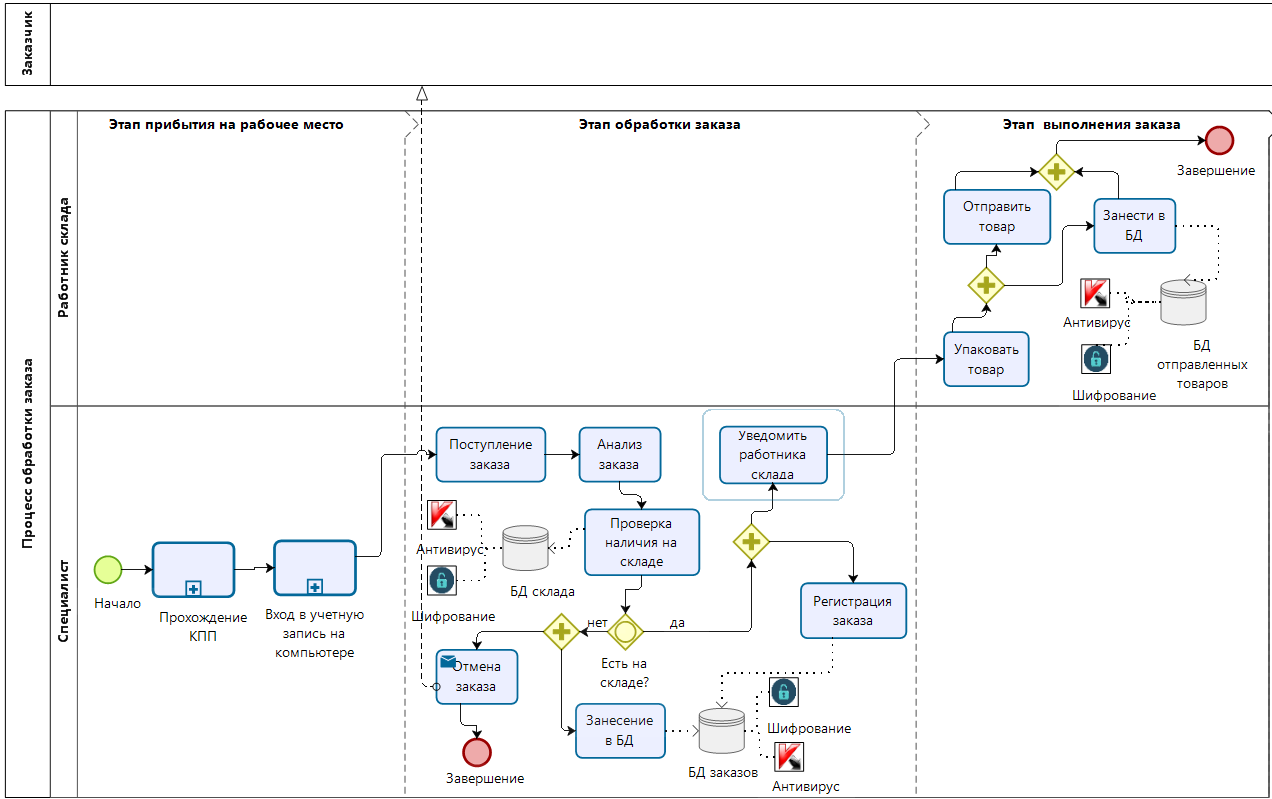 Заказчик
Процесс обработки заказа
Этап прибытия на рабочее место
Этап обработки заказа
Этап выполнения заказа
Работник склада
Завершение
Отправить
товар
Занести в
БД
Антивирус
Шифрование
БД
отправленных
товаров
Упаковать
товар
Специалист
Начало
Прохождение
КПП
Вход в учетную
запись на
компьютере
Поступление
заказа
Анализ
заказа
Уведомить
работника
склада
Проверка
наличия на
складе
Антивирус
Шифрование
БД склада
нет
да
Есть на
складе?
Регистрация
заказа
Отмена
заказа
Завершение
Занесение
в БД
БД заказов
Шифрование
Антивирус